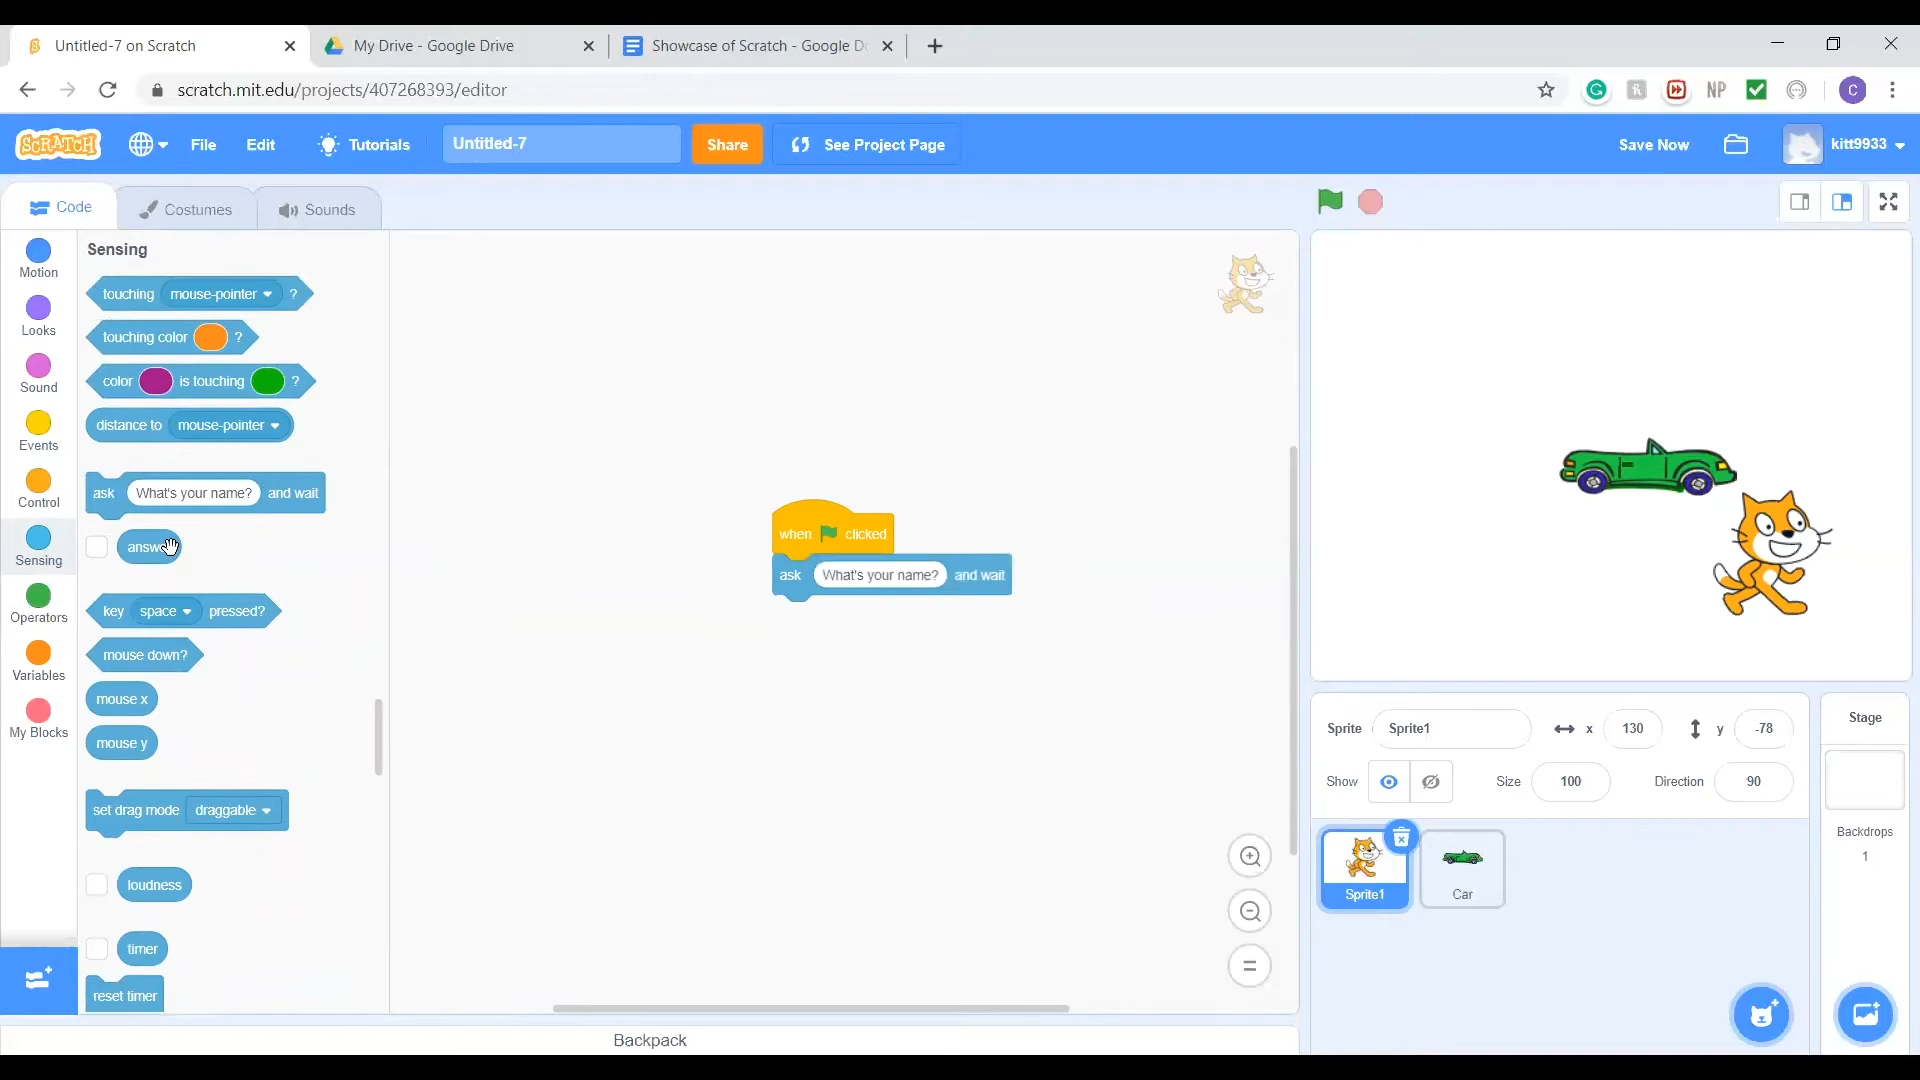 Untitled-7 on Scratch
My Drive - Google Drive
Showcase of Scratch - Google D
scratch.mit.edu/projects/407268393/editor
NP
C
SCRATCH
File
Edit
Tutorials
Untitled-7
Share
See Project Page
Save Now
kitt9933
Code
Costumes
Sounds
Motion
Looks
Sound
Events
Control
Sensing
Operators
Variables
My Blocks
Sensing
touching mouse-pointer ?
touching color ?
color is touching ?
distance to mouse-pointer
ask What's your name? and wait
answ
key space pressed?
mouse down?
mouse x
mouse y
set drag mode draggable
loudness
timer
reset timer
when clicked
ask What's your name? and wait
Backpack
Sprite Sprite1 x 130 y -78
Show Size 100 Direction 90
Sprite1
Car
Stage
Backdrops
1